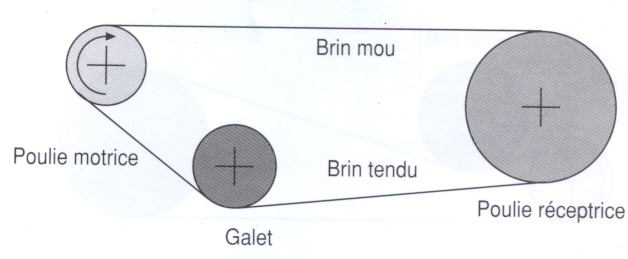 Brin mou
Poulie motrice
Brin tendu
Poulie réceptrice
Galet